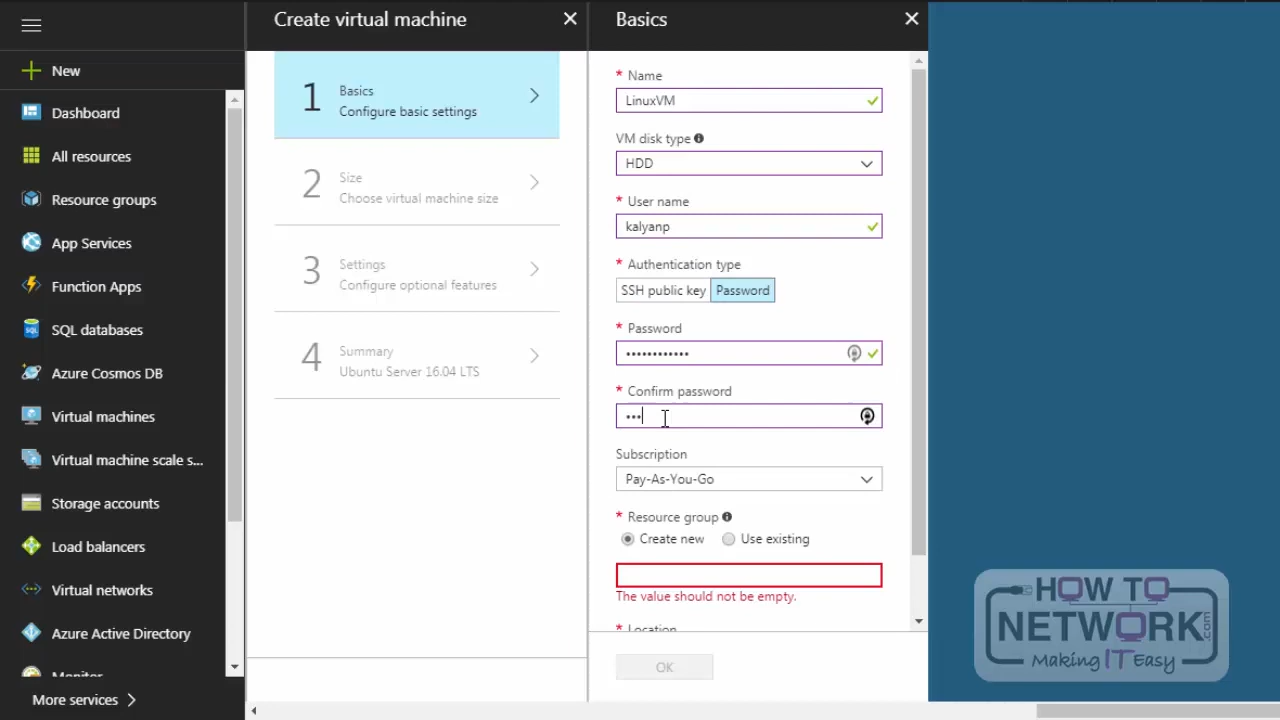 New
Dashboard
All resources
Resource groups
App Services
Function Apps
SQL databases
Azure Cosmos DB
Virtual machines
Virtual machine scale s...
Storage accounts
Load balancers
Virtual networks
Azure Active Directory
Monitor
More services
Create virtual machine
1
Basics
Configure basic settings
2
Size
Choose virtual machine size
3
Settings
Configure optional features
4
Summary
Ubuntu Server 16.04 LTS
Basics
* Name
LinuxVM
VM disk type
HDD
* User name
kalyanp
* Authentication type
SSH public key Password
* Password
••••••••••••
* Confirm password
•••
Subscription
Pay-As-You-Go
* Resource group
Create new Use existing
The value should not be empty.
* Location
OK
HOW TO
NETWORK.com
Making IT Easy